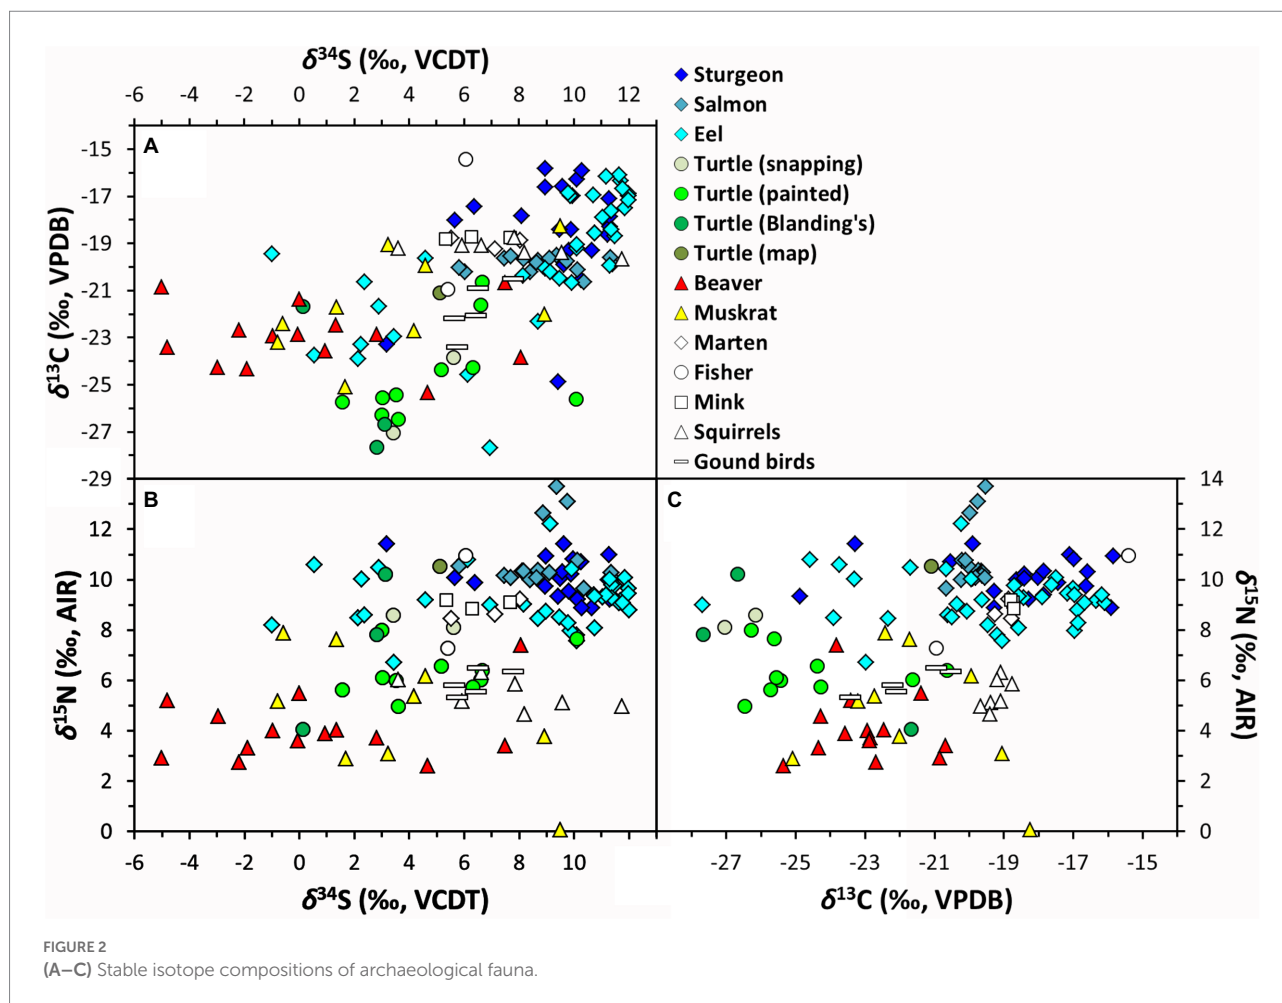 δ34S (‰, VCDT)
-6 -4 -2 0 2 4 6 8 10 12
A
-15
-17
-19
-21
-23
-25
-27
-29
δ13C (‰, VPDB)
Sturgeon
Salmon
Eel
Turtle (snapping)
Turtle (painted)
Turtle (Blanding's)
Turtle (map)
Beaver
Muskrat
Marten
Fisher
Mink
Squirrels
Gound birds
B
12
10
8
6
4
2
0
δ15N (‰, AIR)
-6 -4 -2 0 2 4 6 8 10
δ34S (‰, VCDT)
C
14
12
10
8
6
4
2
0
δ15N (‰, AIR)
-27 -25 -23 -21 -19 -17 -15
δ13C (‰, VPDB)
FIGURE 2
(A–C) Stable isotope compositions of archaeological fauna.